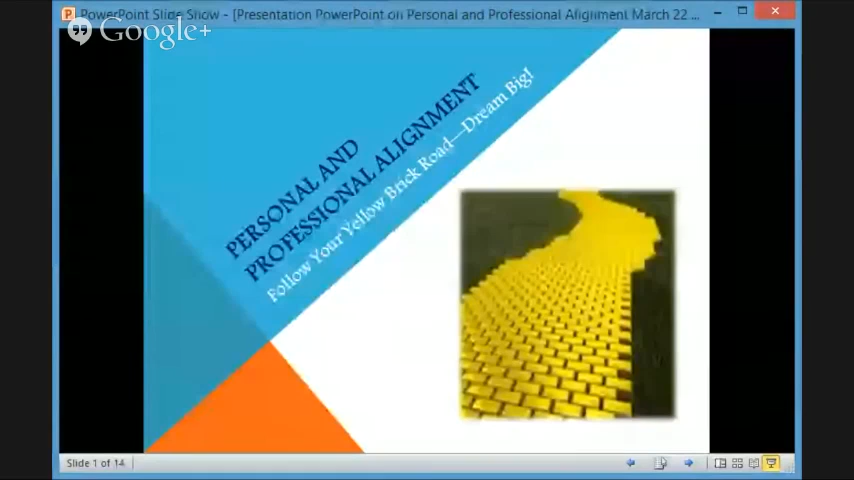 PowerPoint Slide Show - [Presentation PowerPoint on Personal and Professional Alignment March 22 ...
Google+
PERSONAL AND
PROFESSIONAL ALIGNMENT
Follow Your Yellow Brick Road—Dream Big!
Slide 1 of 14